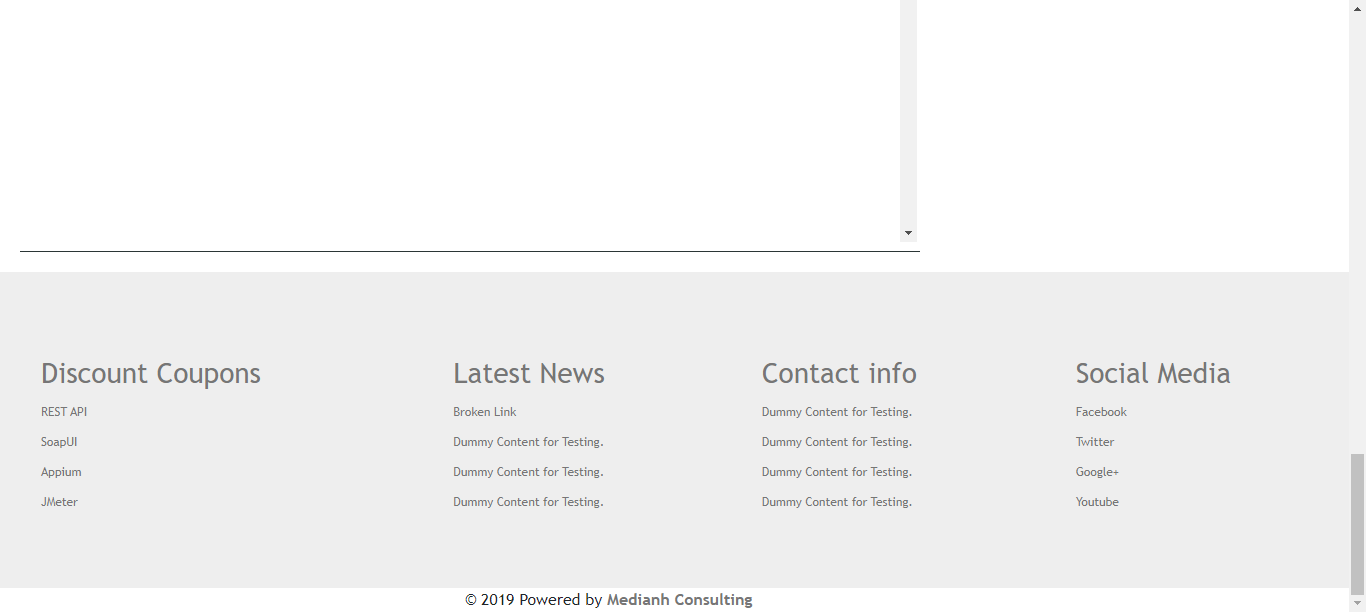 Discount Coupons
REST API
SoapUI
Appium
JMeter
Latest News
Broken Link
Dummy Content for Testing.
Dummy Content for Testing.
Dummy Content for Testing.
Contact info
Dummy Content for Testing.
Dummy Content for Testing.
Dummy Content for Testing.
Dummy Content for Testing.
Social Media
Facebook
Twitter
Google+
Youtube
© 2019 Powered by Medianh Consulting